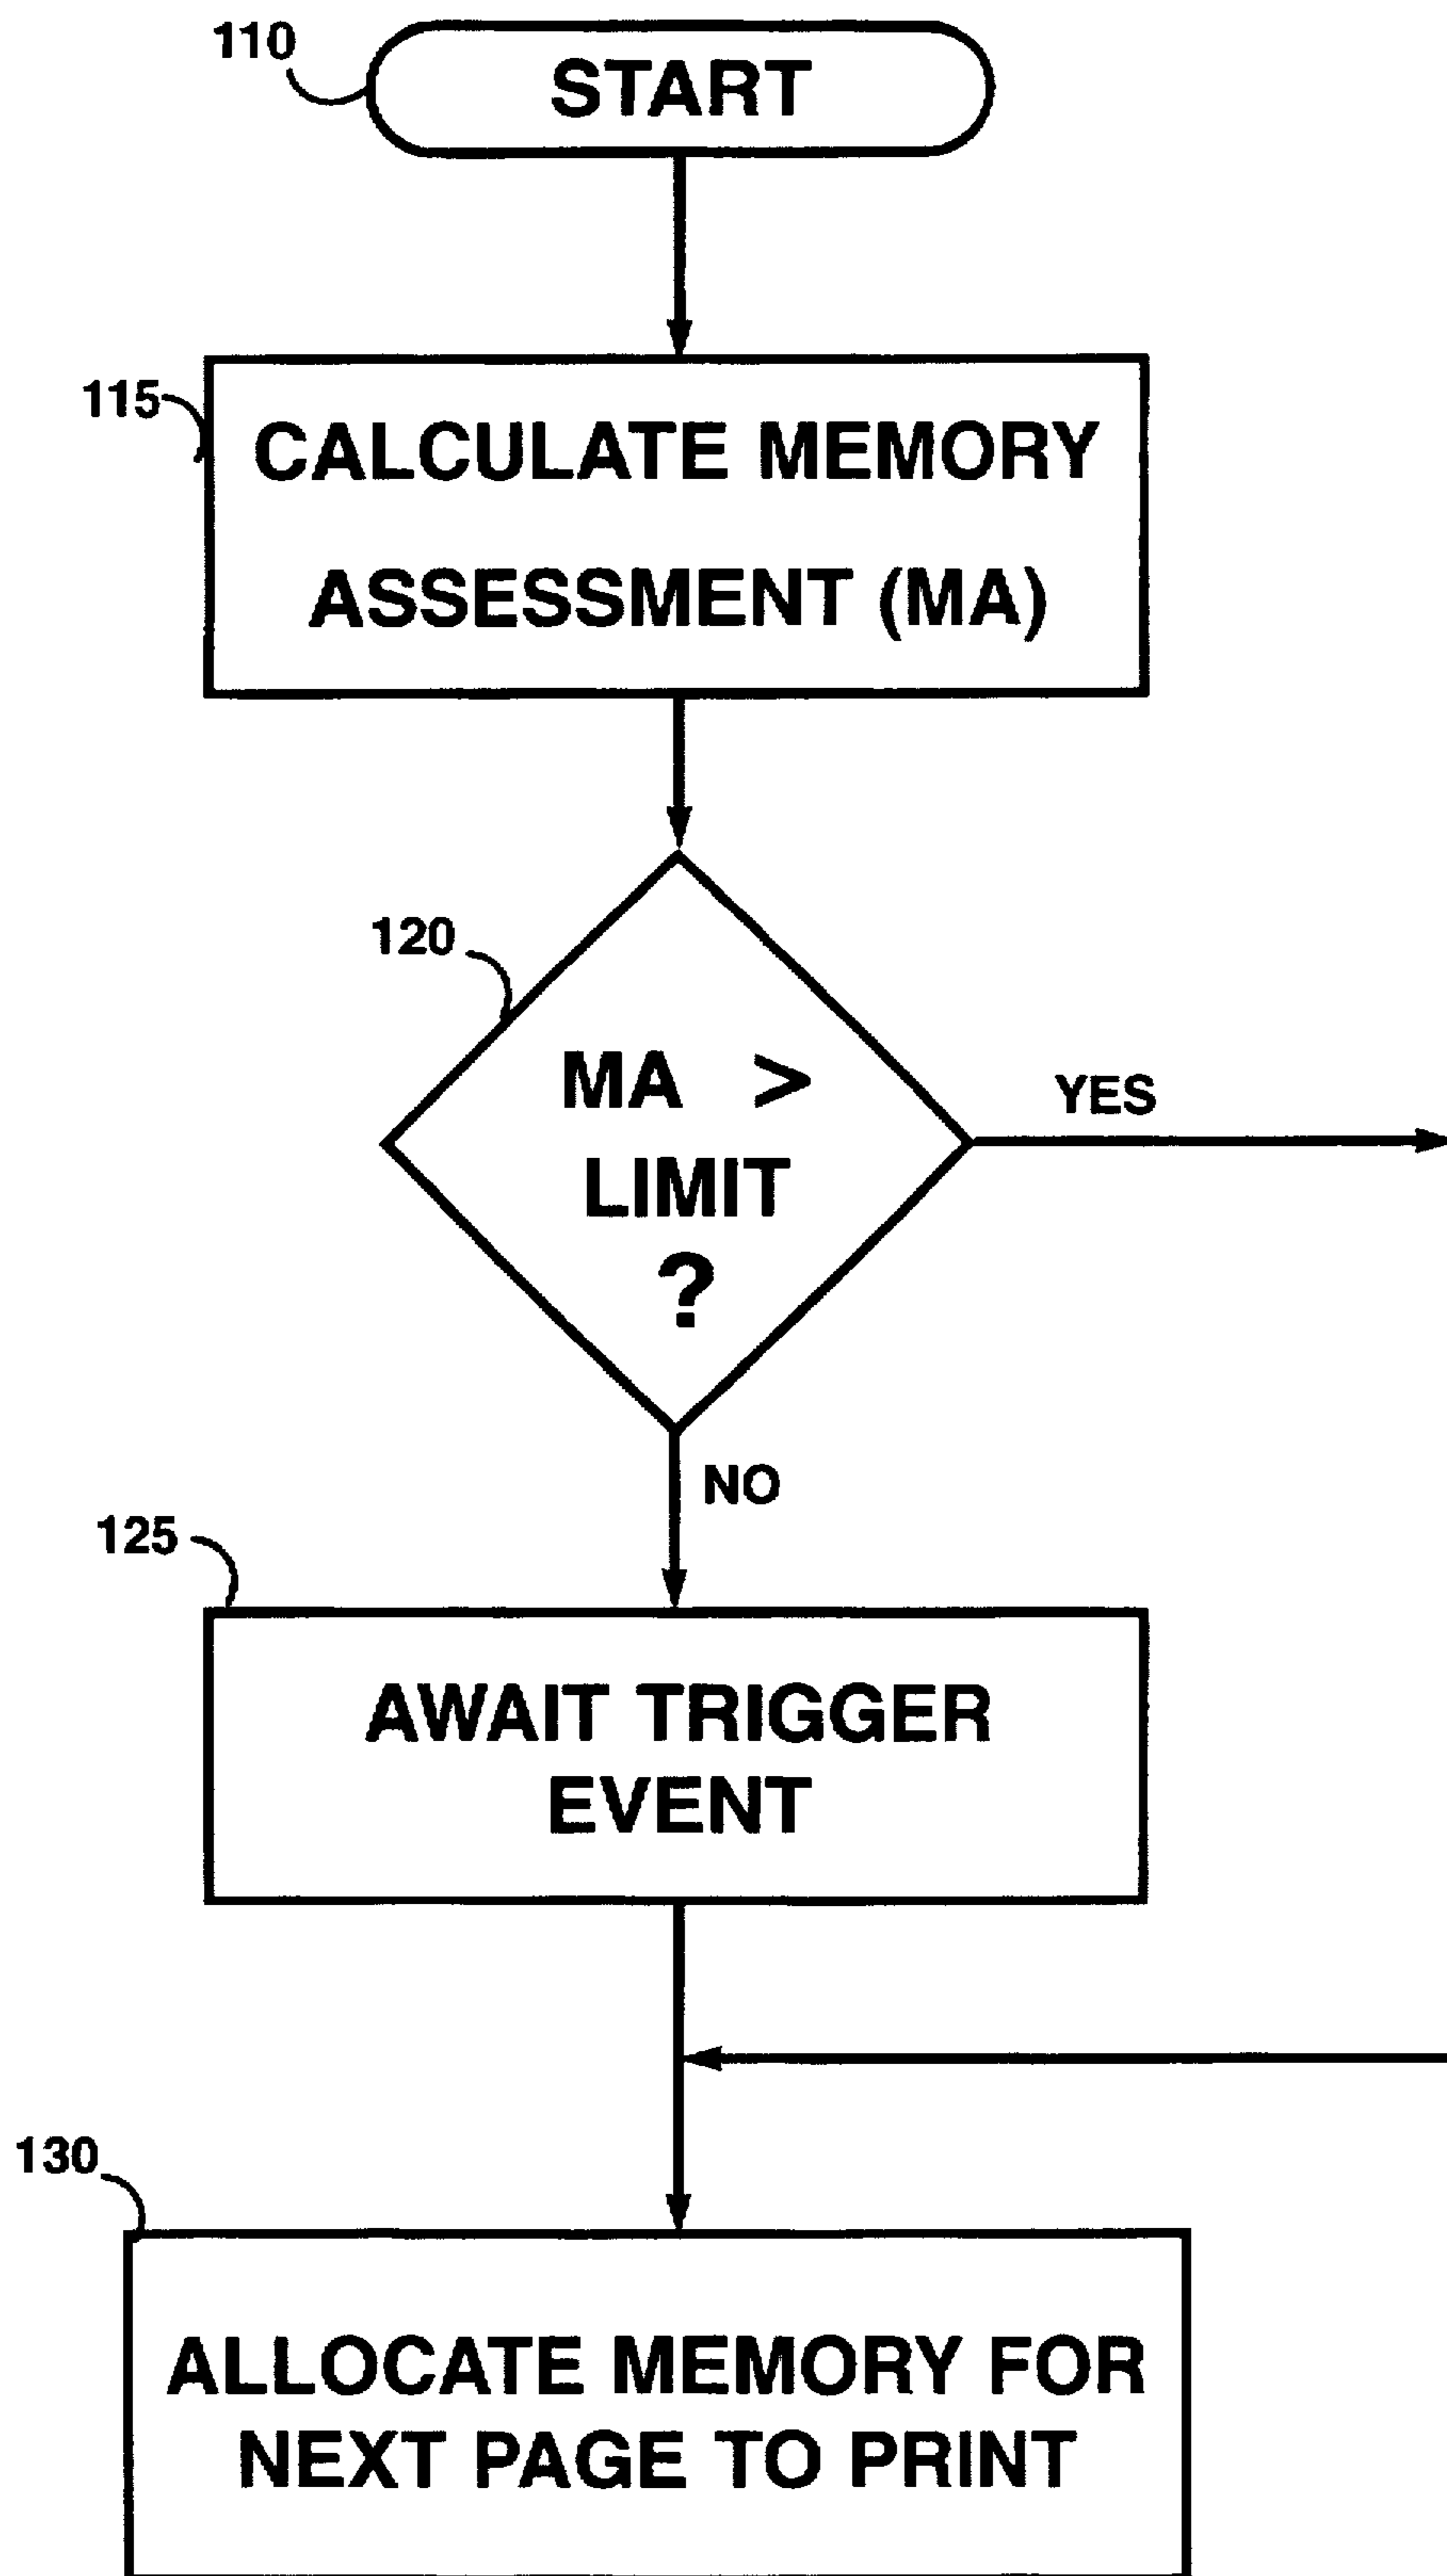 110
START
115
CALCULATE MEMORY
ASSESSMENT (MA)
120
MA >
LIMIT
?
YES
NO
125
AWAIT TRIGGER
EVENT
130
ALLOCATE MEMORY FOR
NEXT PAGE TO PRINT